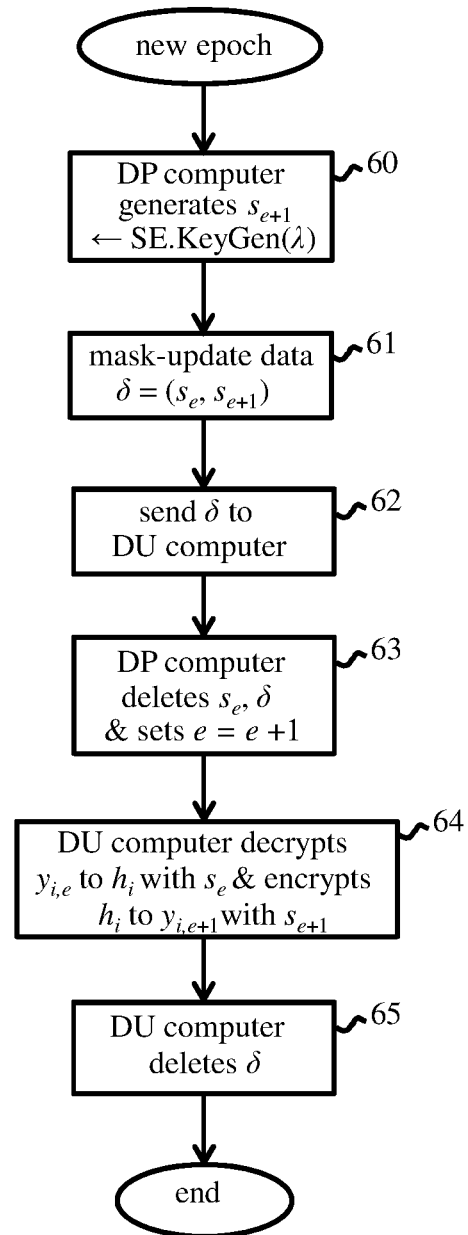 new epoch
60
DP computer
generates s_{e+1}
← SE.KeyGen(λ)
61
mask-update data
δ = (s_e, s_{e+1})
62
send δ to
DU computer
63
DP computer
deletes s_e, δ
& sets e = e +1
64
DU computer decrypts
y_{i,e} to h_i with s_e & encrypts
h_i to y_{i,e+1} with s_{e+1}
65
DU computer
deletes δ
end